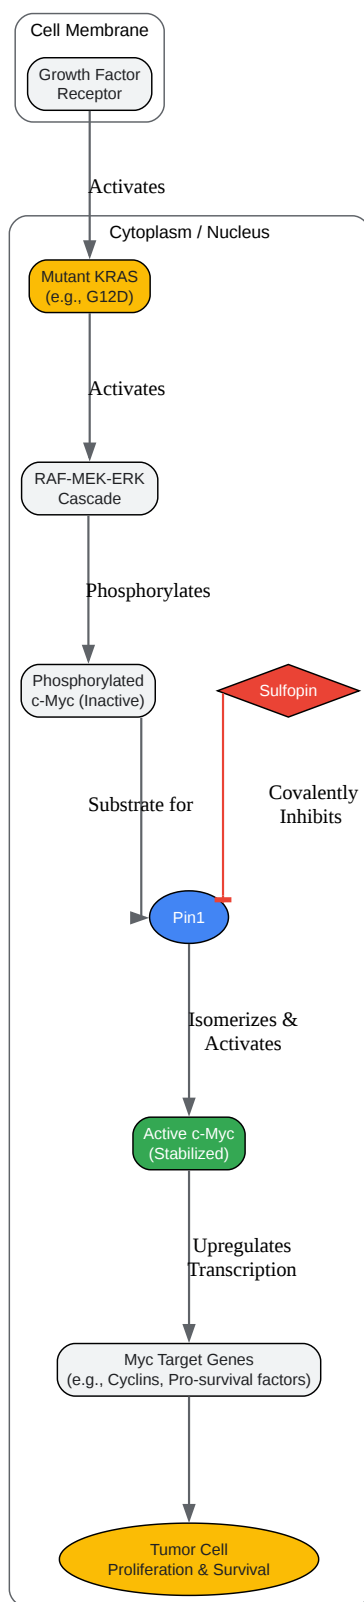 Cell Membrane
Growth Factor
Receptor
Activates
Cytoplasm / Nucleus
Mutant KRAS
(e.g., G12D)
Activates
RAF-MEK-ERK
Cascade
Phosphorylates
Phosphorylated
c-Myc (Inactive)
Sulfopin
Substrate for
Covalently
Inhibits
Pin1
Isomerizes &
Activates
Active c-Myc
(Stabilized)
Upregulates
Transcription
Myc Target Genes
(e.g., Cyclins, Pro-survival factors)
Tumor Cell
Proliferation & Survival